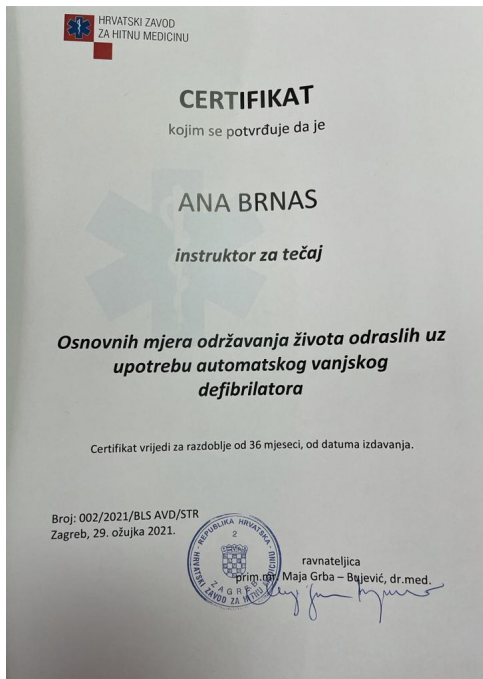 HRVATSKI ZAVOD
ZA HITNU MEDICINU
CERTIFIKAT
kojim se potvrđuje da je
ANA BRNAS
instruktor za tečaj
Osnovnih mjera održavanja života odraslih uz
upotrebu automatskog vanjskog
defibrilatora
Certifikat vrijedi za razdoblje od 36 mjeseci, od datuma izdavanja.
Broj: 002/2021/BLS AVD/STR
Zagreb, 29. ožujka 2021.
REPUBLIKA HRVATSKA
2
HRVATSKI ZAVOD ZA HITNU MEDICINU
ZAGREB
ravnateljica
prim.mr. Maja Grba – Bujević, dr.med.